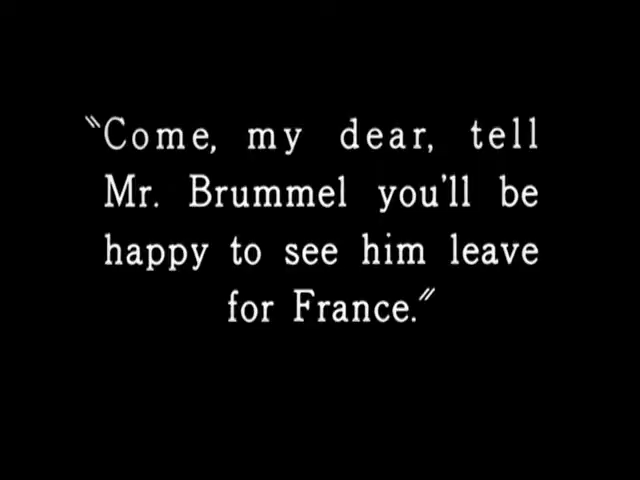 "Come, my dear, tell
Mr. Brummel you'll be
happy to see him leave
for France."